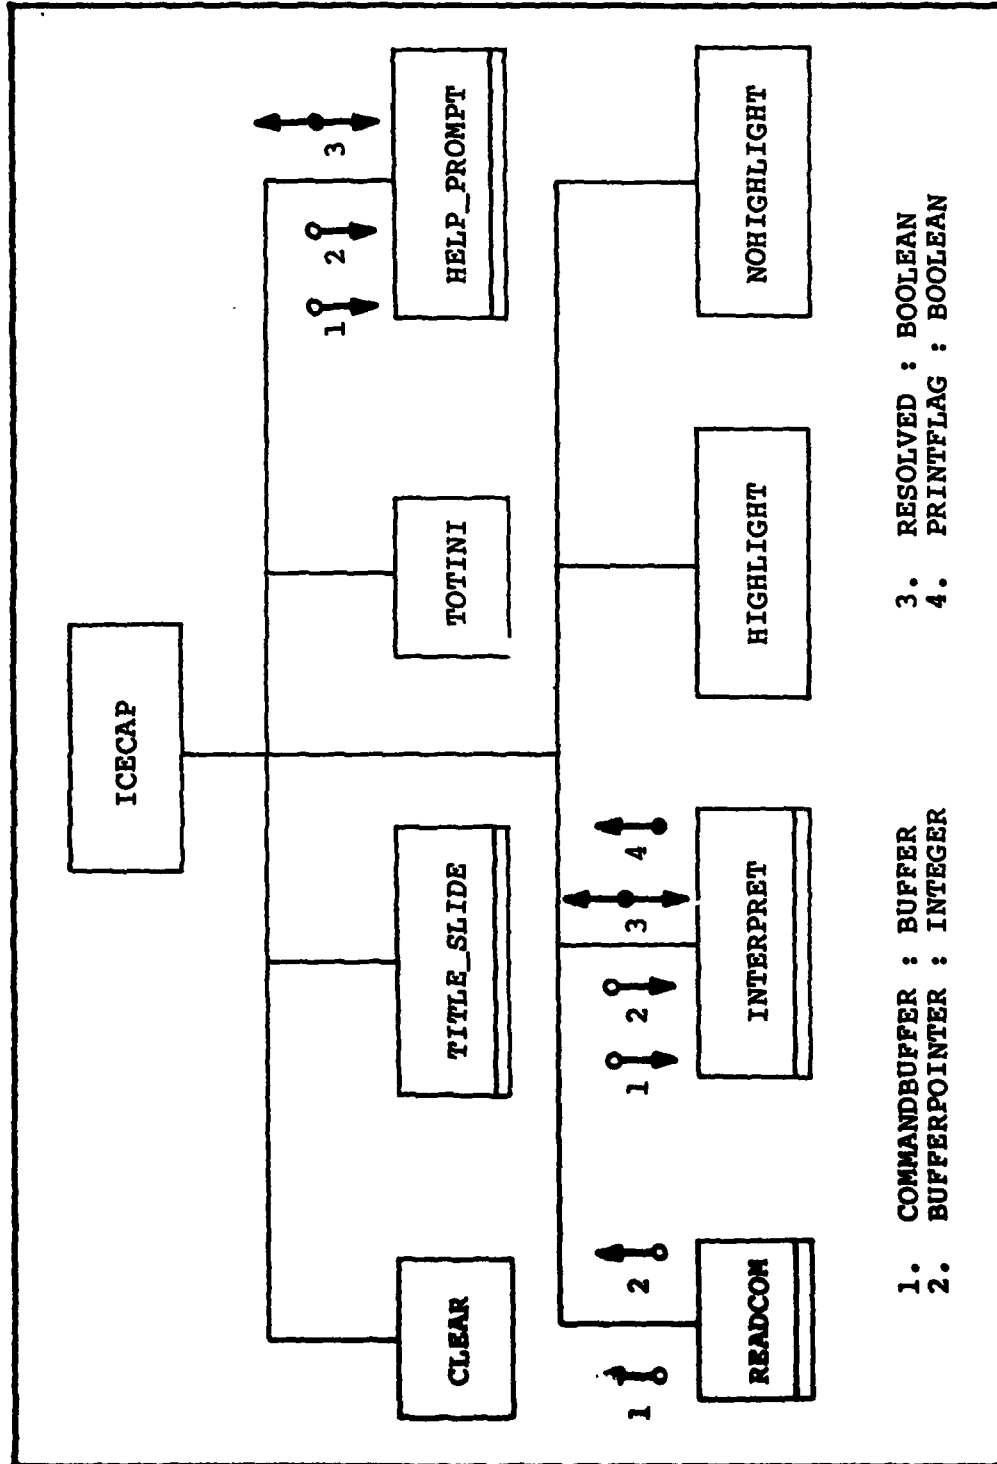 ICECAP
CLEAR
TITLE_SLIDE
TOTINI
HELP_PROMPT
1
2
3
READCOM
1
2
INTERPRET
1
2
3
4
HIGHLIGHT
NOHIGHLIGHT
1. COMMANDBUFFER : BUFFER
2. BUFFERPOINTER : INTEGER
3. RESOLVED : BOOLEAN
4. PRINTFLAG : BOOLEAN